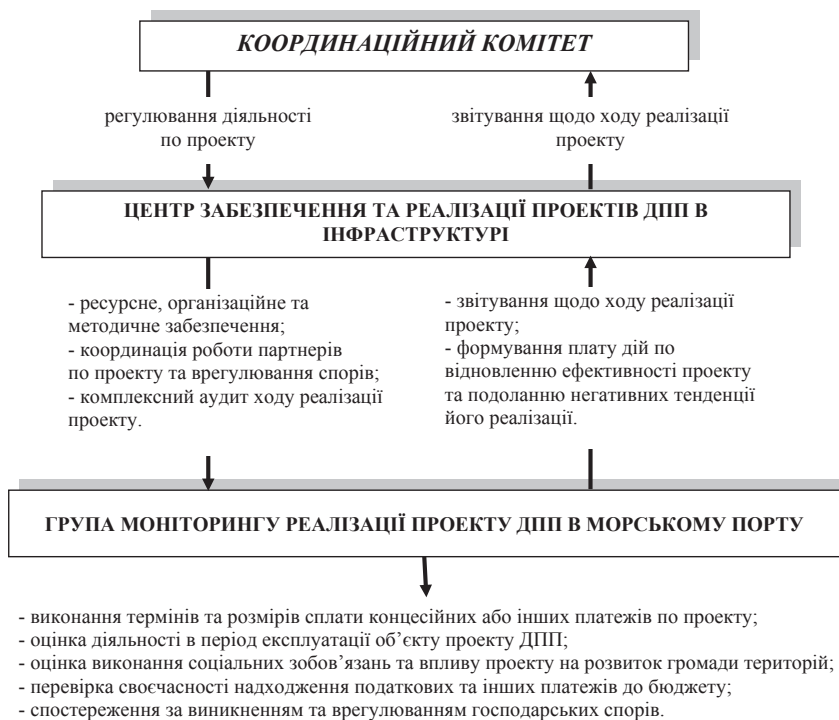 КООРДИНАЦІЙНИЙ КОМІТЕТ
регулювання діяльності
по проекту
звітування щодо ходу реалізації
проекту
ЦЕНТР ЗАБЕЗПЕЧЕННЯ ТА РЕАЛІЗАЦІЇ ПРОЕКТІВ ДПП В
ІНФРАСТРУКТУРІ
- ресурсне, організаційне та
методичне забезпечення;
- координація роботи партнерів
по проекту та врегулювання спорів;
- комплексний аудит ходу реалізації
проекту.
- звітування щодо ходу реалізації
проекту;
- формування плату дій по
відновленню ефективності проекту
та подоланню негативних тенденції
його реалізації.
ГРУПА МОНІТОРИНГУ РЕАЛІЗАЦІЇ ПРОЕКТУ ДПП В МОРСЬКОМУ ПОРТУ
- виконання термінів та розмірів сплати концесійних або інших платежів по проекту;
- оцінка діяльності в період експлуатації об’єкту проекту ДПП;
- оцінка виконання соціальних зобов’язань та впливу проекту на розвиток громади територій;
- перевірка своєчасності надходження податкових та інших платежів до бюджету;
- спостереження за виникненням та врегулюванням господарських спорів.